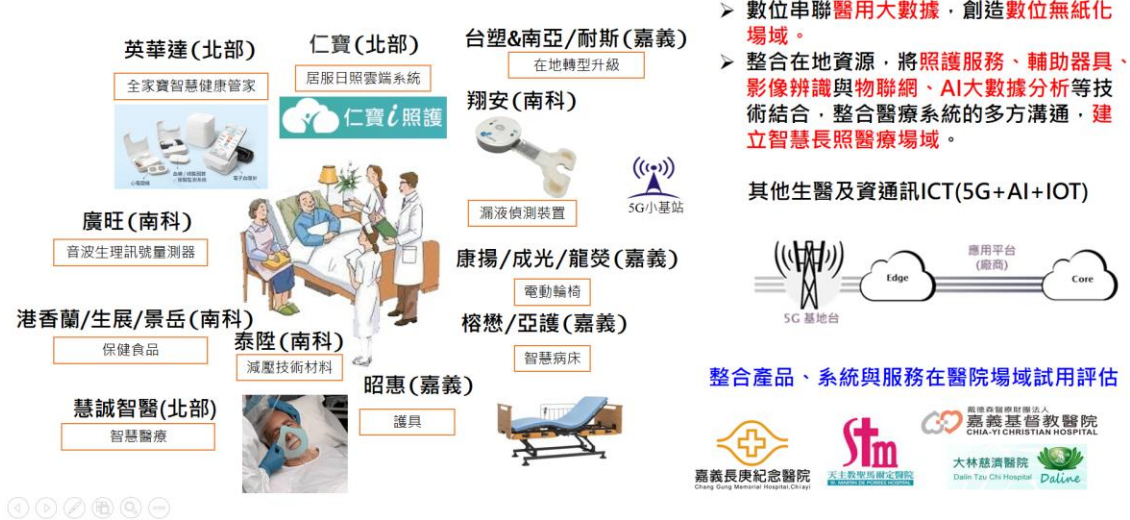 英華達(北部)
全家寶智慧健康管家
心電圖機
電子血壓計
仁寶(北部)
居服日照雲端系統
仁寶i照護
台塑&南亞/耐斯(嘉義)
在地轉型升級
翔安(南科)
漏液偵測裝置
5G小基站
廣旺(南科)
音波生理訊號量測器
康揚/成光/龍熒(嘉義)
電動輪椅
港香蘭/生展/景岳(南科)
保健食品
泰陞(南科)
減壓技術材料
榕懋/亞護(嘉義)
智慧病床
慧誠智醫(北部)
智慧醫療
昭惠(嘉義)
護具
➢ 數位串聯醫用大數據，創造數位無紙化
場域。
➢ 整合在地資源，將照護服務、輔助器具、
影像辨識與物聯網、AI大數據分析等技
術結合，整合醫療系統的多方溝通，建
立智慧長照醫療場域。
其他生醫及資通訊ICT(5G+AI+IOT)
應用平台
(廠商)
Edge
Core
5G 基地台
整合產品、系統與服務在醫院場域試用評估
嘉義長庚紀念醫院
Chang Gung Memorial Hospital,Chiayi
Stm
天主教聖馬爾定醫院
ST. MARTIN DE PORRES HOSPITAL
戴德森醫療財團法人
嘉義基督教醫院
CHIA-YI CHRISTIAN HOSPITAL
大林慈濟醫院
Dalin Tzu Chi Hospital
Daline